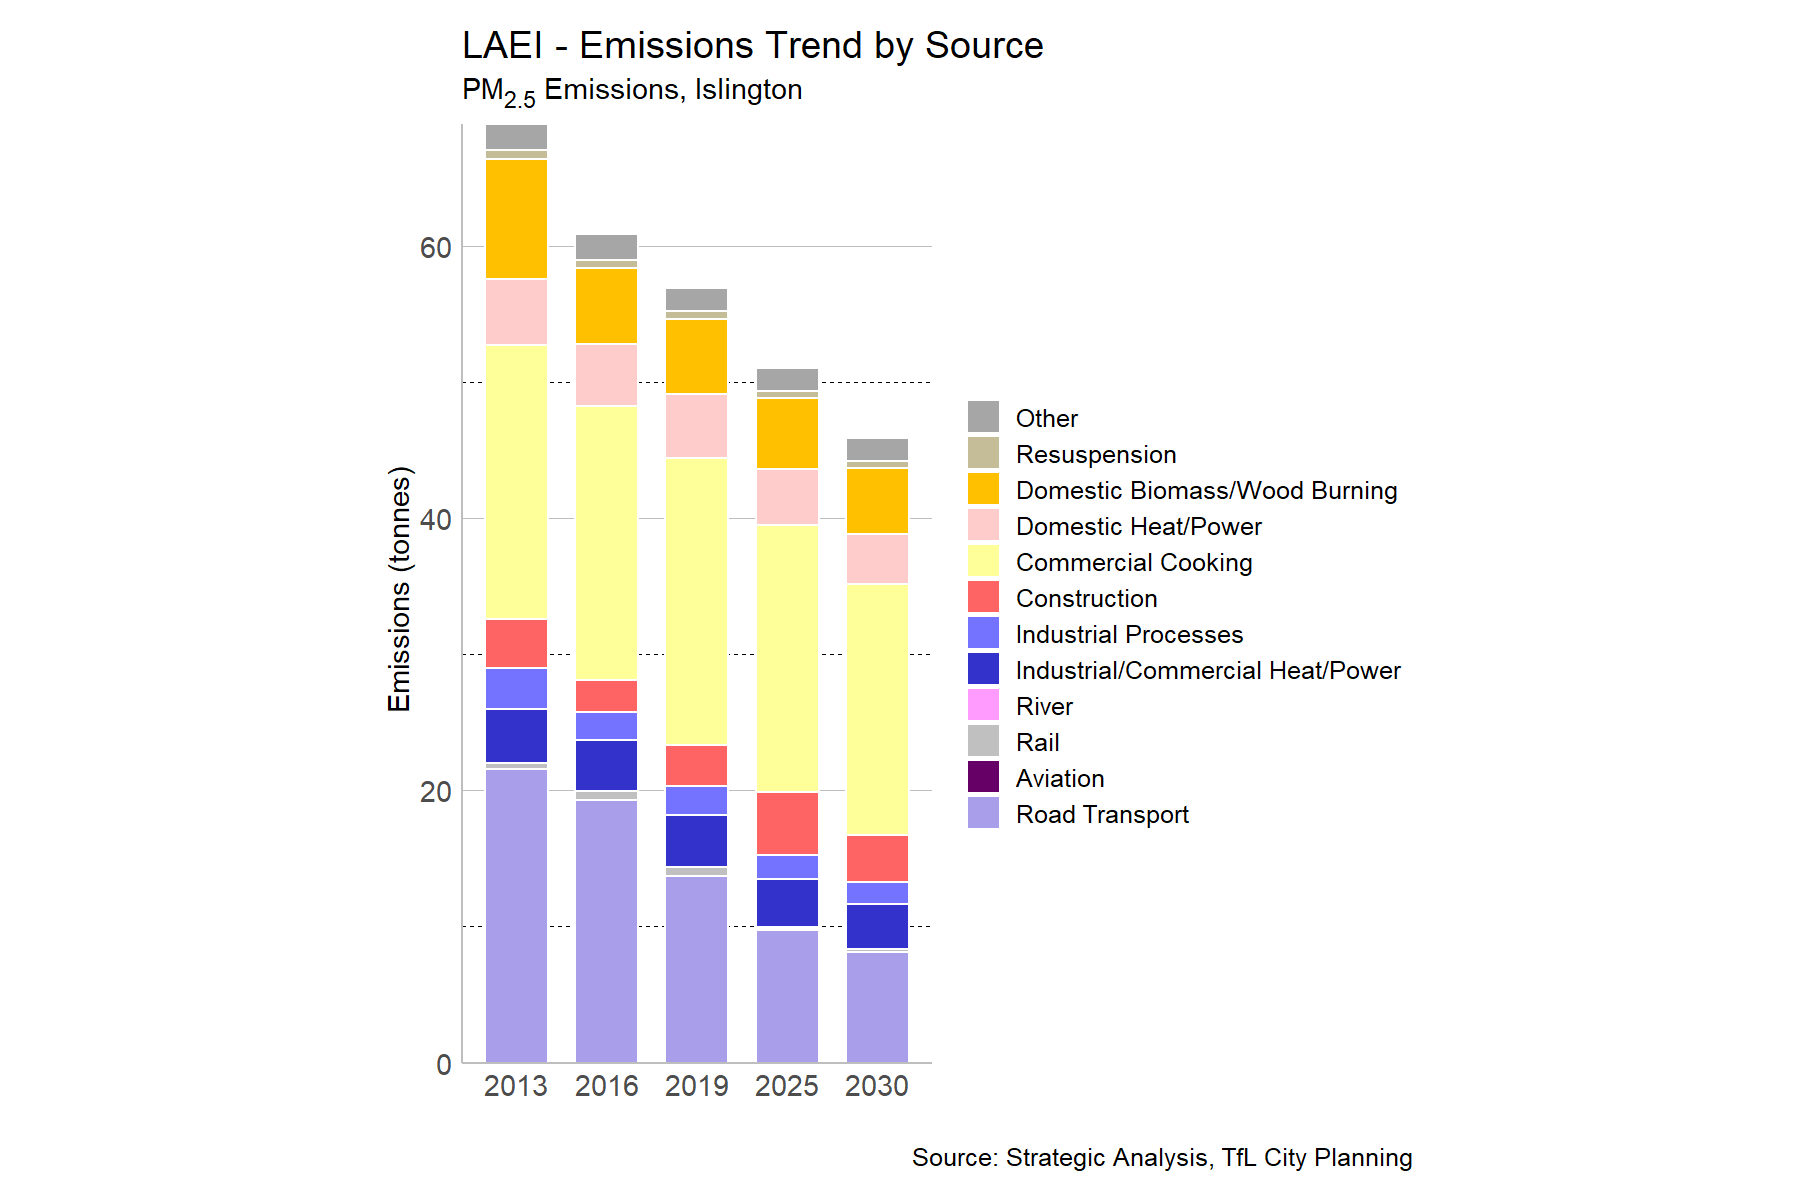 LAEI - Emissions Trend by Source
PM2.5 Emissions, Islington
Emissions (tonnes)
60
40
20
0
2013 2016 2019 2025 2030
Other
Resuspension
Domestic Biomass/Wood Burning
Domestic Heat/Power
Commercial Cooking
Construction
Industrial Processes
Industrial/Commercial Heat/Power
River
Rail
Aviation
Road Transport
Source: Strategic Analysis, TfL City Planning